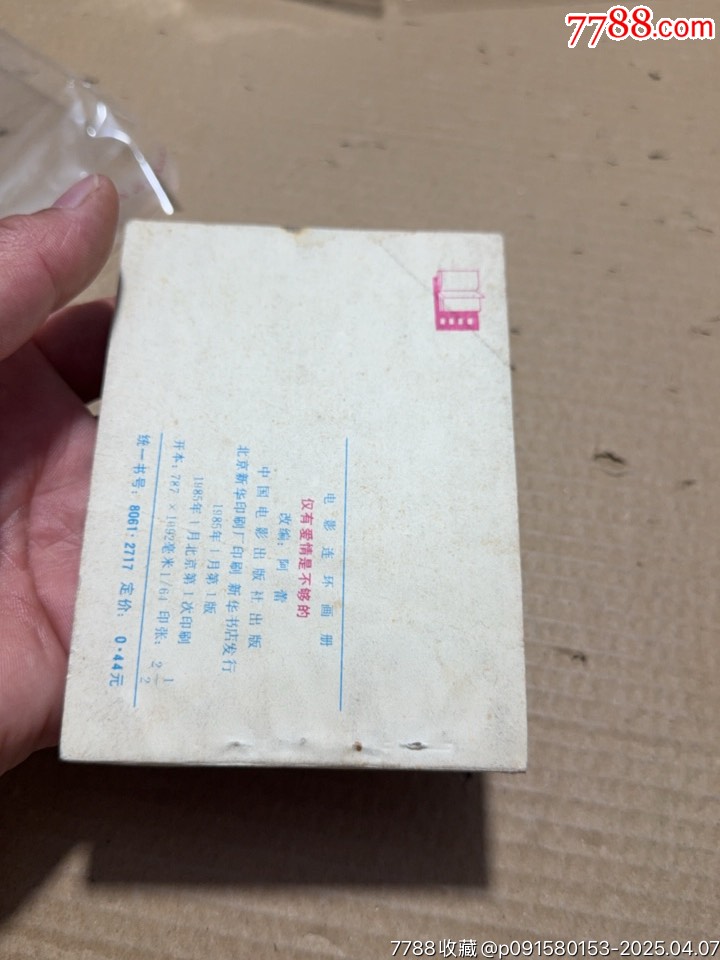 7788.com
电影连环画册
仅有爱情是不够的
改编：阿蕾
中国电影出版社出版
北京新华印刷厂印刷 新华书店发行
1985年1月第1版
1985年1月北京第1次印刷
开本：787×1092毫米1/64 印张：2 1/2
统一书号：8061·2717 定价：0·44元
7788收藏@p091580153-2025.04.07